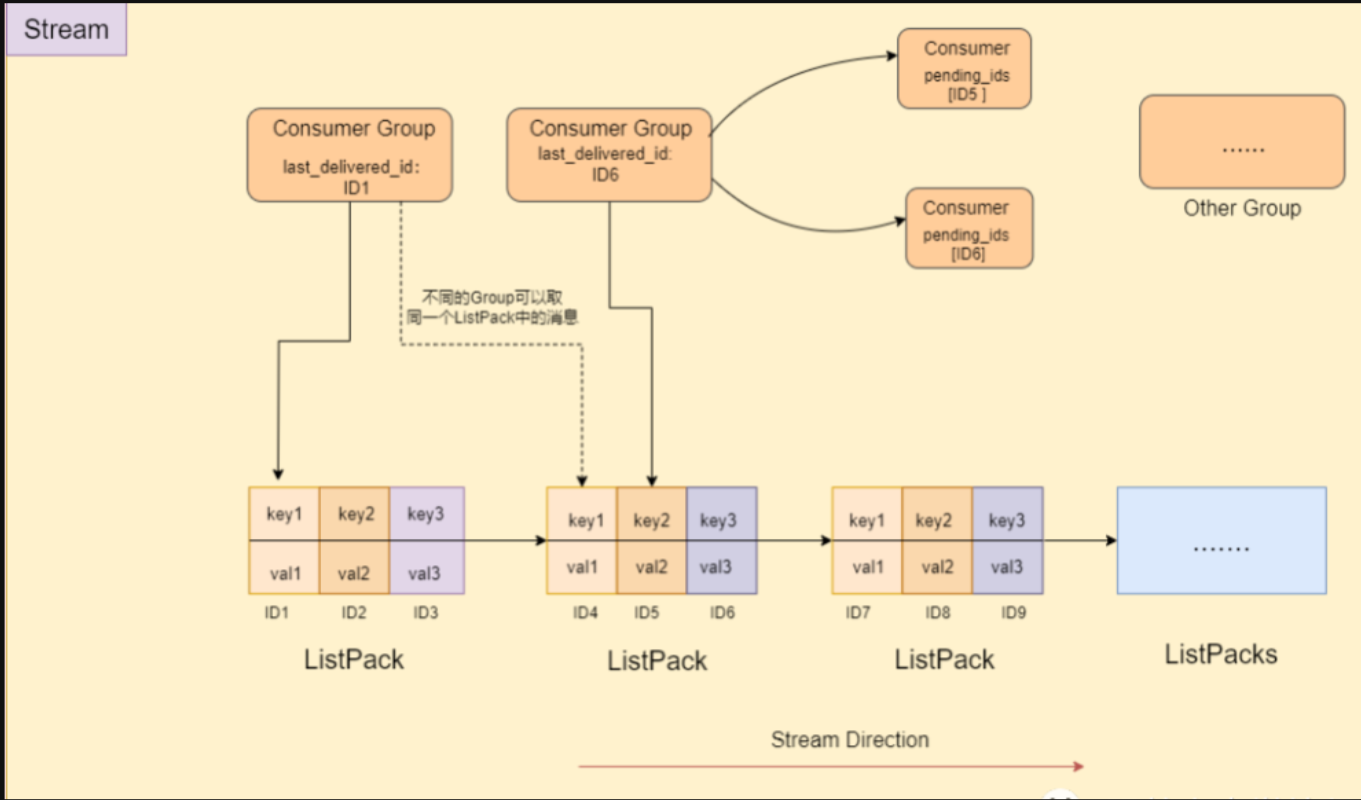 Stream
Consumer Group
last_delivered_id:
ID1
Consumer Group
last_delivered_id:
ID6
Consumer
pending_ids
[ID5 ]
Consumer
pending_ids
[ID6]
......
Other Group
不同的Group可以取
同一个ListPack中的消息
key1 key2 key3
val1 val2 val3
ID1 ID2 ID3
ListPack
key1 key2 key3
val1 val2 val3
ID4 ID5 ID6
ListPack
key1 key2 key3
val1 val2 val3
ID7 ID8 ID9
ListPack
.......
ListPacks
Stream Direction